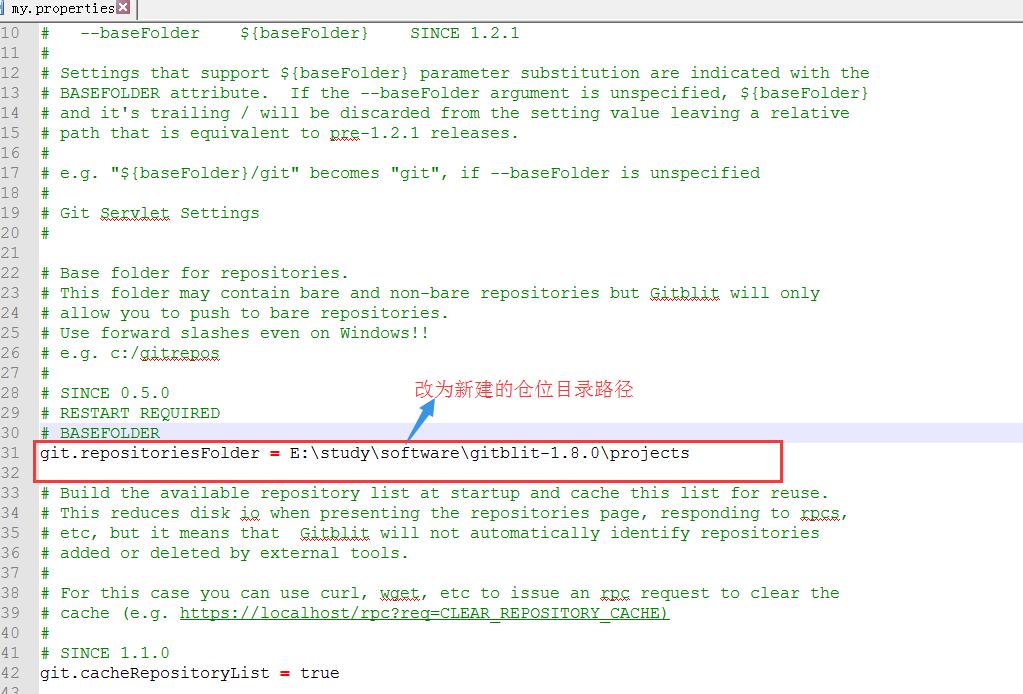 my.properties
10 #   --baseFolder    ${baseFolder}    SINCE 1.2.1
11 #
12 # Settings that support ${baseFolder} parameter substitution are indicated with the
13 # BASEFOLDER attribute.  If the --baseFolder argument is unspecified, ${baseFolder}
14 # and it's trailing / will be discarded from the setting value leaving a relative
15 # path that is equivalent to pre-1.2.1 releases.
16 #
17 # e.g. "${baseFolder}/git" becomes "git", if --baseFolder is unspecified
18 #
19 # Git Servlet Settings
20 #
21
22 # Base folder for repositories.
23 # This folder may contain bare and non-bare repositories but Gitblit will only
24 # allow you to push to bare repositories.
25 # Use forward slashes even on Windows!!
26 # e.g. c:/gitrepos
27 #
28 # SINCE 0.5.0
改为新建的仓位目录路径
29 # RESTART REQUIRED
30 # BASEFOLDER
31 git.repositoriesFolder = E:\study\software\gitblit-1.8.0\projects
32
33 # Build the available repository list at startup and cache this list for reuse.
34 # This reduces disk io when presenting the repositories page, responding to rpcs,
35 # etc, but it means that  Gitblit will not automatically identify repositories
36 # added or deleted by external tools.
37 #
38 # For this case you can use curl, wget, etc to issue an rpc request to clear the
39 # cache (e.g. https://localhost/rpc?req=CLEAR_REPOSITORY_CACHE)
40 #
41 # SINCE 1.1.0
42 git.cacheRepositoryList = true
43